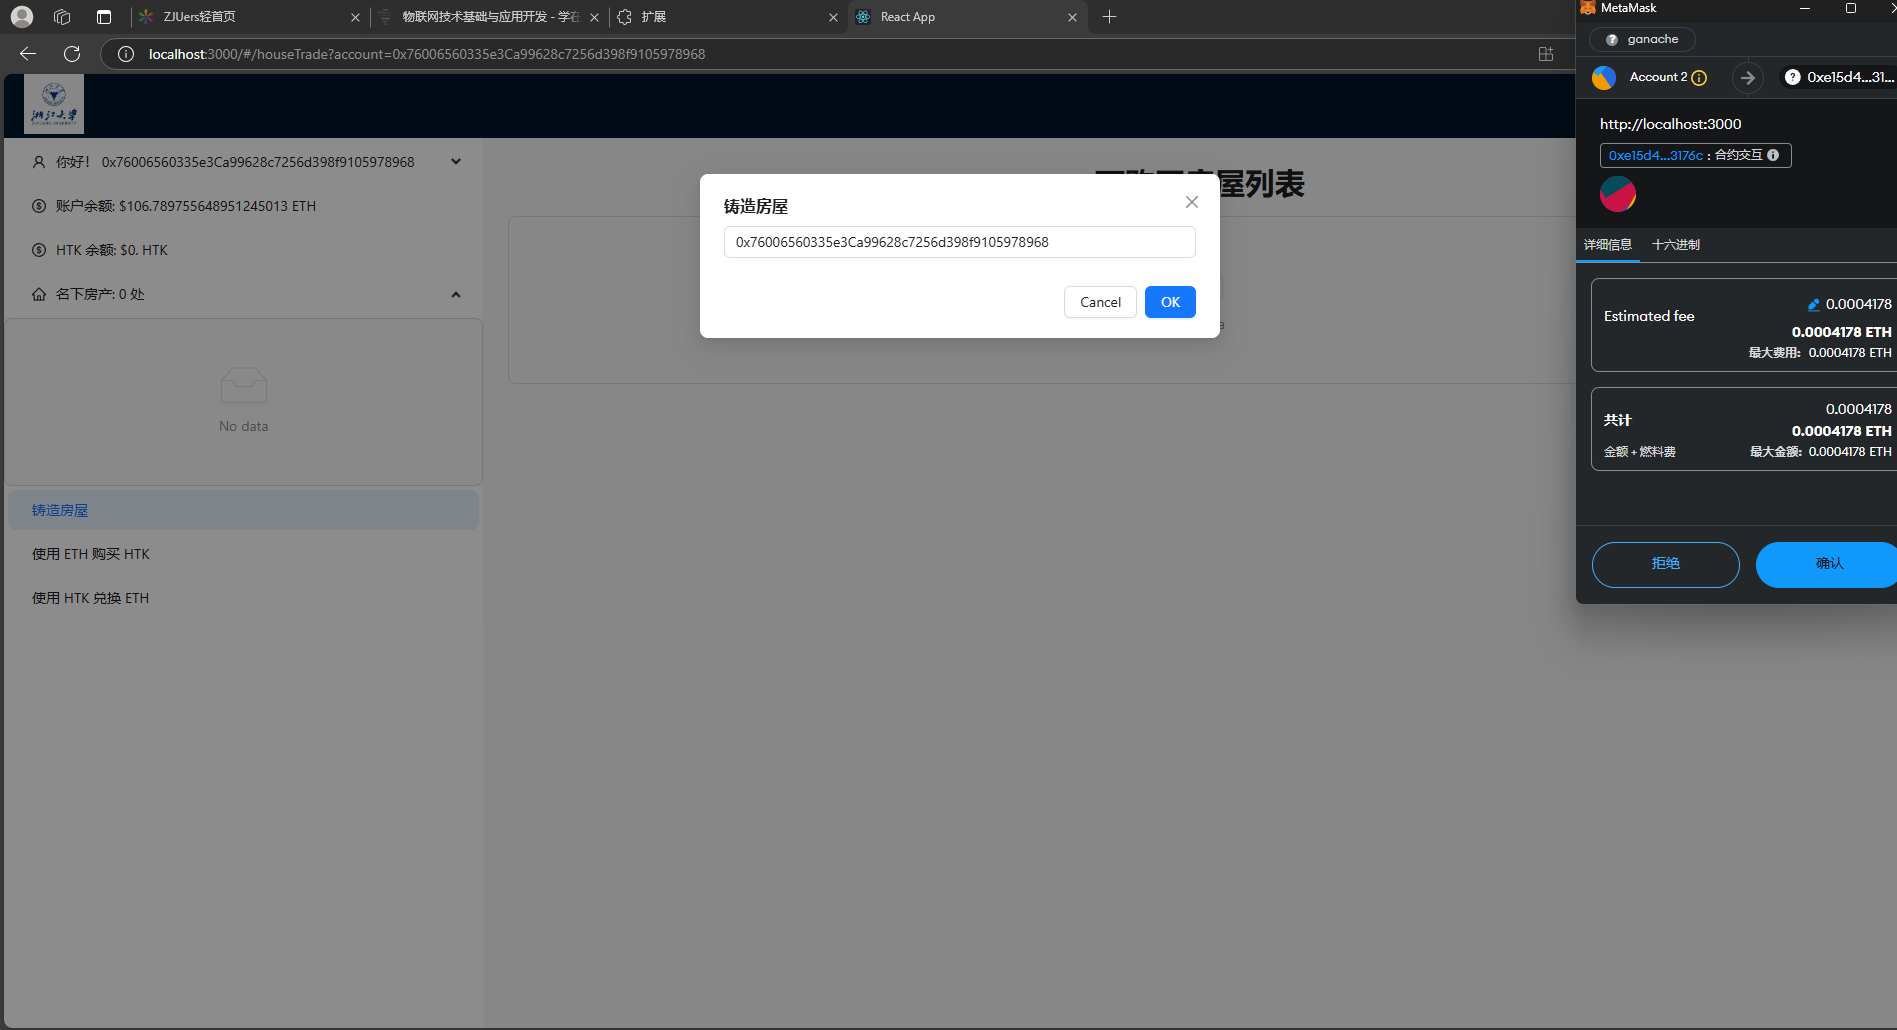 ZJUers轻首页
物联网技术基础与应用开发 - 学在
扩展
React App
localhost:3000/#/houseTrade?account=0x76006560335e3Ca99628c7256d398f9105978968
浙江大学
你好！ 0x76006560335e3Ca99628c7256d398f9105978968
账户余额: $106.789755648951245013 ETH
HTK 余额: $0. HTK
名下房产: 0 处
No data
铸造房屋
使用 ETH 购买 HTK
使用 HTK 兑换 ETH
屋列表
铸造房屋
0x76006560335e3Ca99628c7256d398f9105978968
Cancel
OK
MetaMask
ganache
Account 2
0xe15d4...31...
http://localhost:3000
0xe15d4...3176c : 合约交互
详细信息
十六进制
Estimated fee
0.0004178
0.0004178 ETH
最大费用: 0.0004178 ETH
共计
0.0004178
0.0004178 ETH
金额 + 燃料费
最大金额: 0.0004178 ETH
拒绝
确认